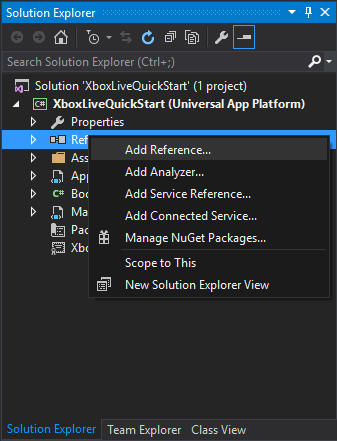 Solution Explorer
Search Solution Explorer (Ctrl+;)
Solution 'XboxLiveQuickStart' (1 project)
C#
XboxLiveQuickStart (Universal App Platform)
Properties
Ref
Add Reference...
Ass
Add Analyzer...
App
Add Service Reference...
Boo
Add Connected Service...
Ma
Manage NuGet Packages...
Pac
Xbo
Scope to This
New Solution Explorer View
Solution Explorer
Team Explorer
Class View